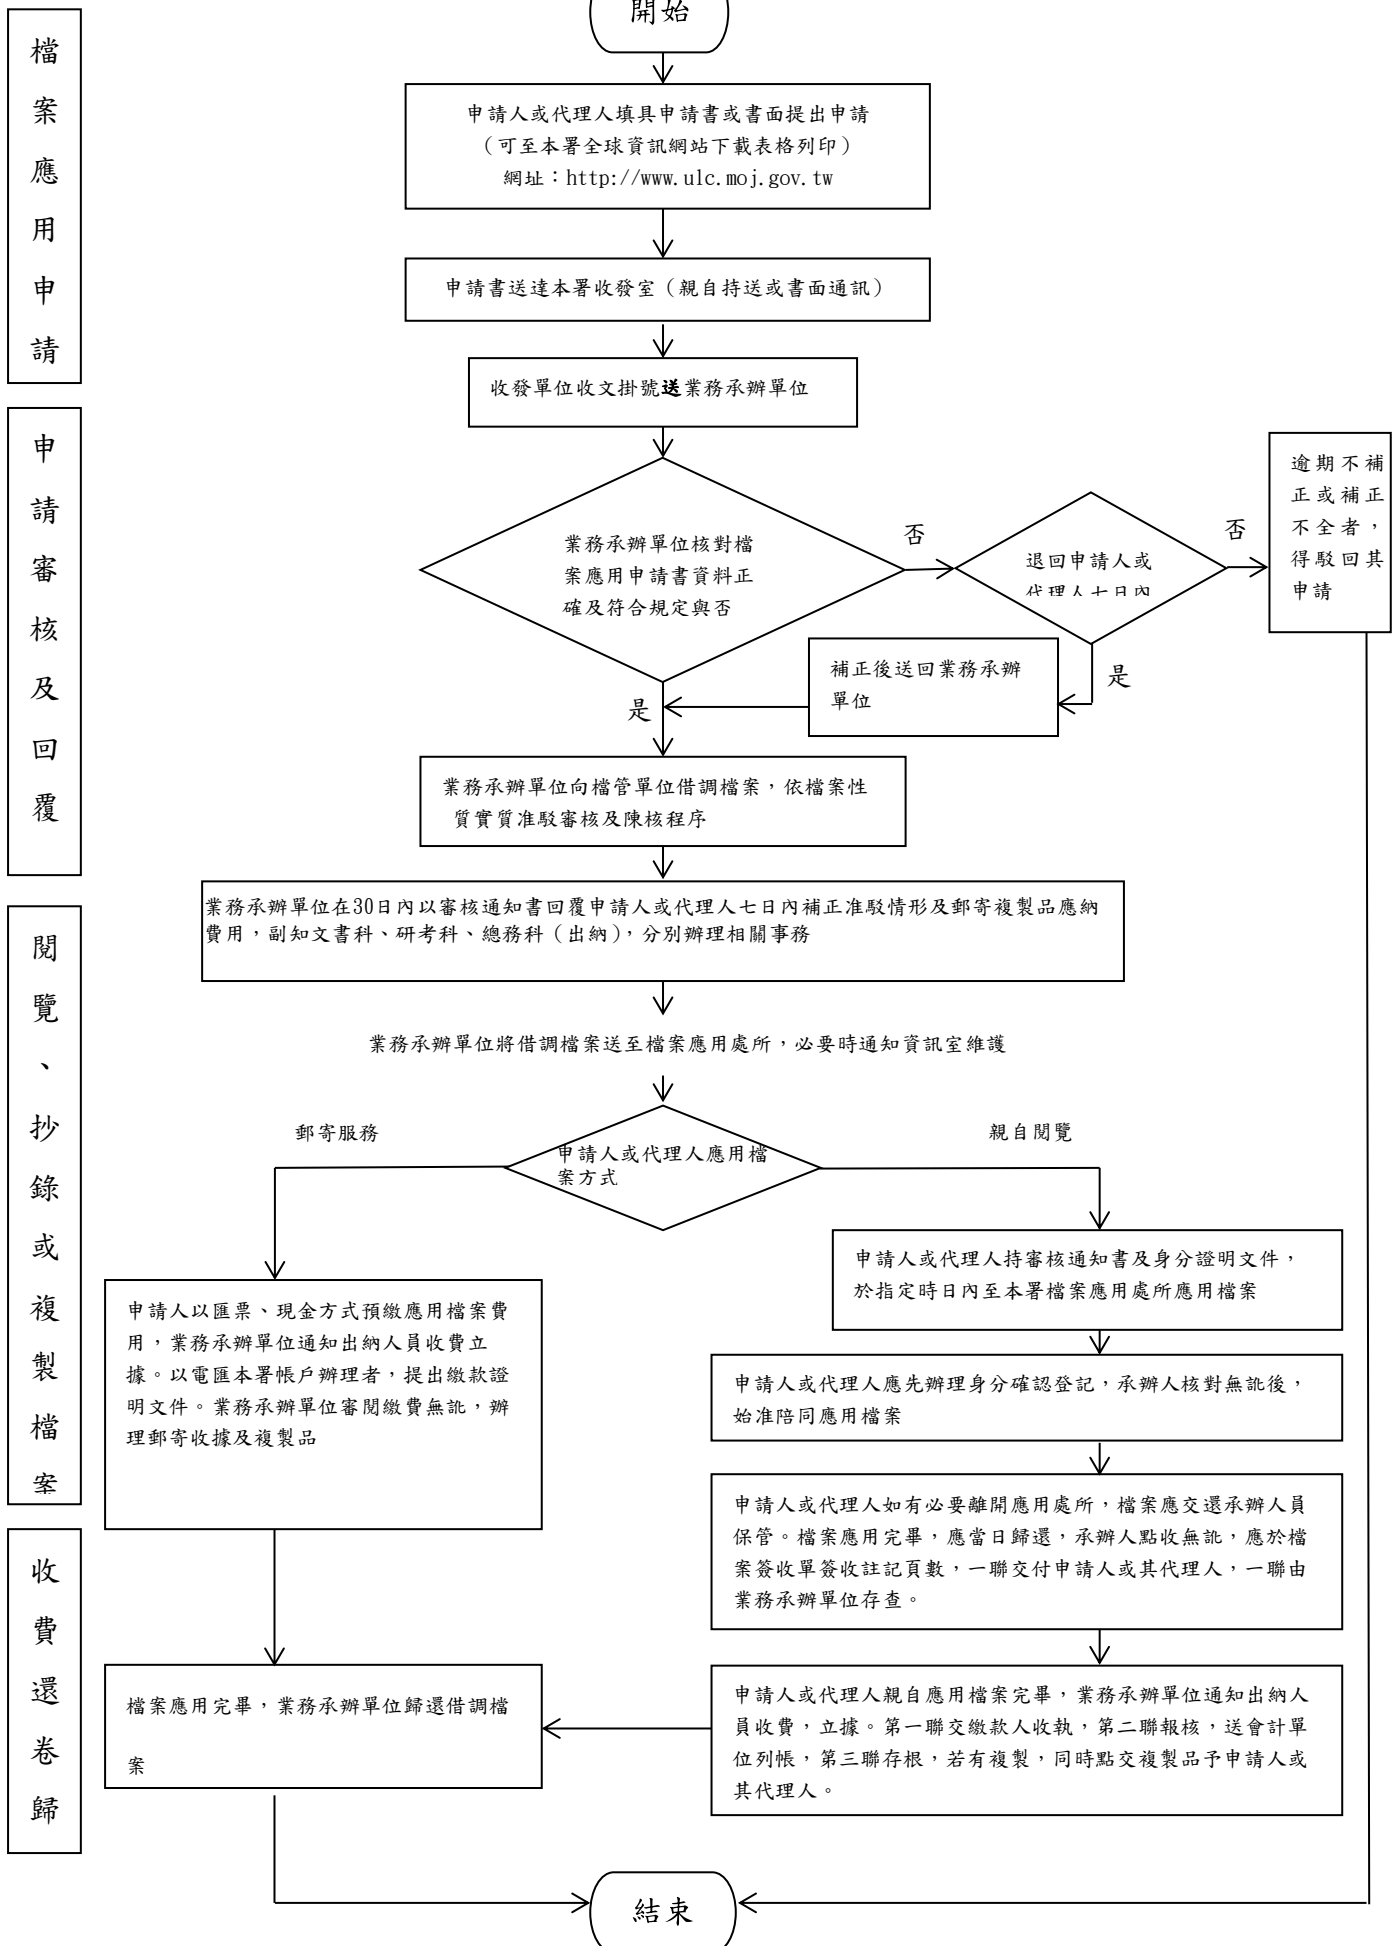 開始
檔案應用申請
申請人或代理人填具申請書或書面提出申請
（可至本署全球資訊網站下載表格列印）
網址：http://www.ulc.moj.gov.tw
申請書送達本署收發室（親自持送或書面通訊）
收發單位收文掛號送業務承辦單位
申請審核及回覆
業務承辦單位核對檔
案應用申請書資料正
確及符合規定與否
否
退回申請人或
代理人七日內
否
逾期不補
正或補正
不全者，
得駁回其
申請
是
補正後送回業務承辦
單位
是
業務承辦單位向檔管單位借調檔案，依檔案性
質實質准駁審核及陳核程序
業務承辦單位在30日內以審核通知書回覆申請人或代理人七日內補正准駁情形及郵寄複製品應納
費用，副知文書科、研考科、總務科（出納），分別辦理相關事務
閱覽、抄錄或複製檔案
業務承辦單位將借調檔案送至檔案應用處所，必要時通知資訊室維護
郵寄服務
申請人或代理人應用檔
案方式
親自閱覽
申請人或代理人持審核通知書及身分證明文件，
於指定時日內至本署檔案應用處所應用檔案
申請人以匯票、現金方式預繳應用檔案費
用，業務承辦單位通知出納人員收費立
據。以電匯本署帳戶辦理者，提出繳款證
明文件。業務承辦單位審閱繳費無訛，辦
理郵寄收據及複製品
申請人或代理人應先辦理身分確認登記，承辦人核對無訛後，
始准陪同應用檔案
申請人或代理人如有必要離開應用處所，檔案應交還承辦人員
保管。檔案應用完畢，應當日歸還，承辦人點收無訛，應於檔
案簽收單簽收註記頁數，一聯交付申請人或其代理人，一聯由
業務承辦單位存查。
收費還卷歸
檔案應用完畢，業務承辦單位歸還借調檔
案
申請人或代理人親自應用檔案完畢，業務承辦單位通知出納人
員收費，立據。第一聯交繳款人收執，第二聯報核，送會計單
位列帳，第三聯存根，若有複製，同時點交複製品予申請人或
其代理人。
結束